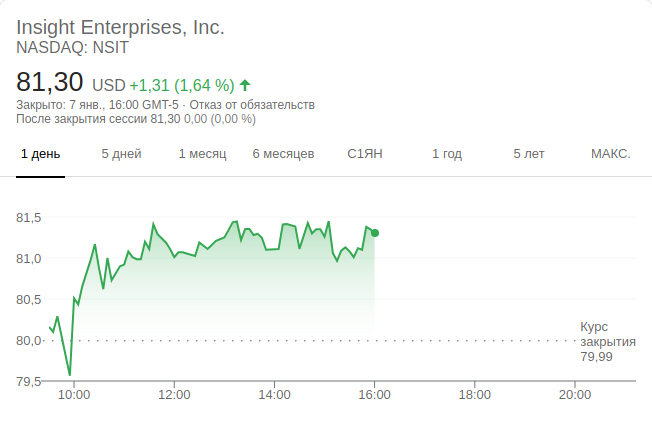 Insight Enterprises, Inc.
NASDAQ: NSIT
81,30 USD +1,31 (1,64 %)
Закрыто: 7 янв., 16:00 GMT-5 · Отказ от обязательств
После закрытия сессии 81,30 0,00 (0,00 %)
1 день 5 дней 1 месяц 6 месяцев С1ЯН 1 год 5 лет МАКС.
81,5
81,0
80,5
80,0
79,5
Курс
закрытия
79,99
10:00 12:00 14:00 16:00 18:00 20:00